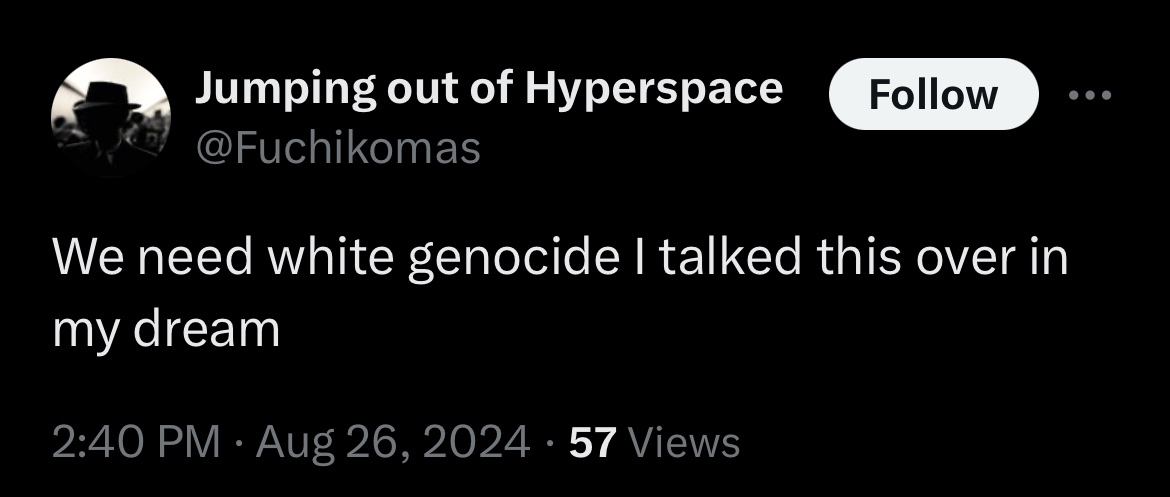 Jumping out of Hyperspace
Follow
@Fuchikomas
We need white genocide I talked this over in
my dream
2:40 PM · Aug 26, 2024 · 57 Views